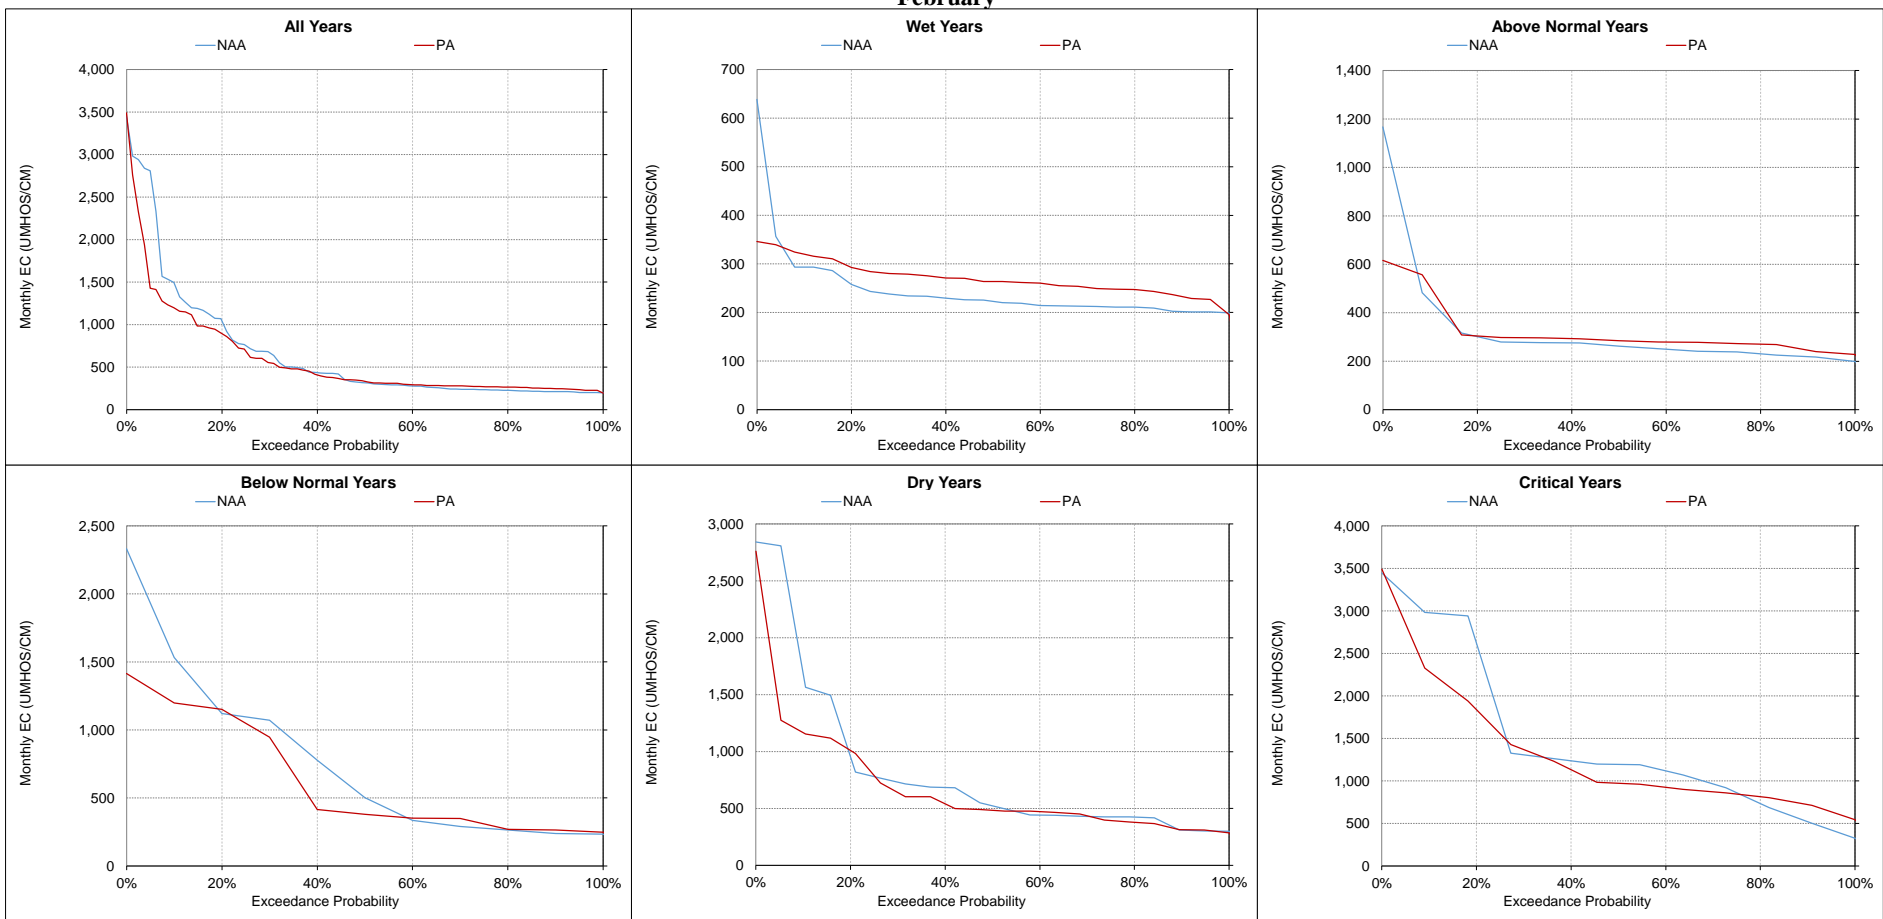 February
All Years
NAA PA
4,000
3,500
3,000
2,500
2,000
1,500
1,000
500
0
0% 20% 40% 60% 80% 100%
Monthly EC (UMHOS/CM)
Exceedance Probability
Wet Years
NAA PA
700
600
500
400
300
200
100
0
0% 20% 40% 60% 80% 100%
Monthly EC (UMHOS/CM)
Exceedance Probability
Above Normal Years
NAA PA
1,400
1,200
1,000
800
600
400
200
0
0% 20% 40% 60% 80% 100%
Monthly EC (UMHOS/CM)
Exceedance Probability
Below Normal Years
NAA PA
2,500
2,000
1,500
1,000
500
0
0% 20% 40% 60% 80% 100%
Monthly EC (UMHOS/CM)
Exceedance Probability
Dry Years
NAA PA
3,000
2,500
2,000
1,500
1,000
500
0
0% 20% 40% 60% 80% 100%
Monthly EC (UMHOS/CM)
Exceedance Probability
Critical Years
NAA PA
4,000
3,500
3,000
2,500
2,000
1,500
1,000
500
0
0% 20% 40% 60% 80% 100%
Monthly EC (UMHOS/CM)
Exceedance Probability